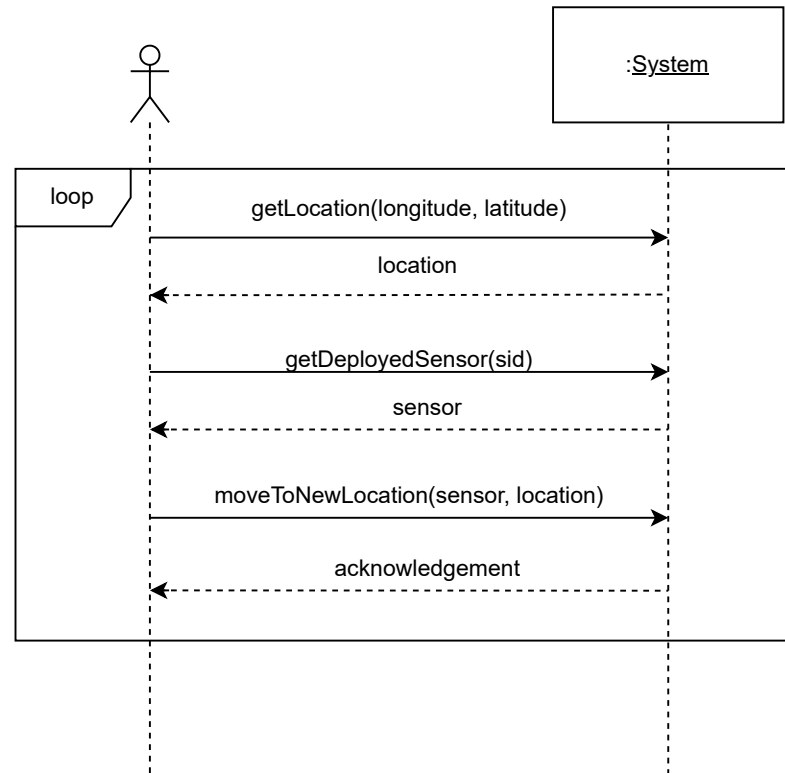 :System
loop
getLocation(longitude, latitude)
location
getDeployedSensor(sid)
sensor
moveToNewLocation(sensor, location)
acknowledgement